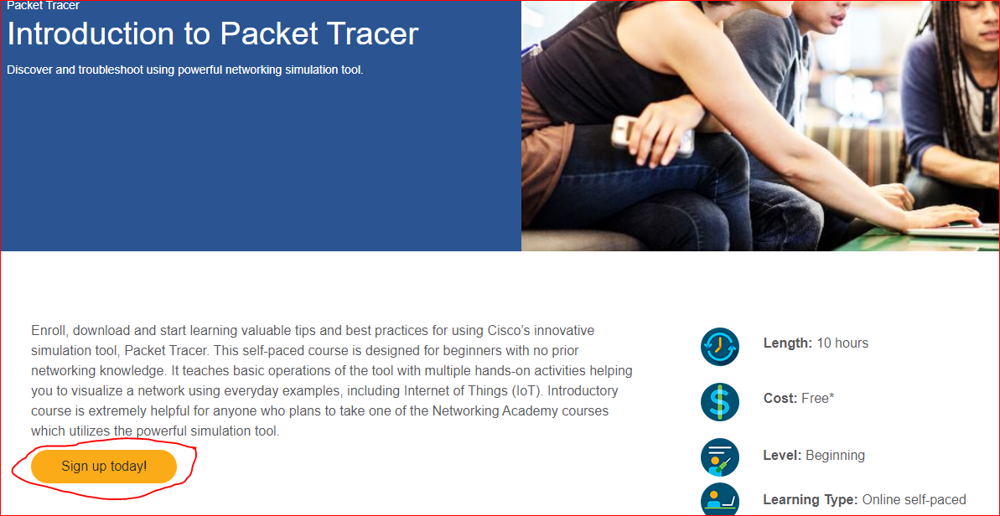 Packet Tracer
Introduction to Packet Tracer
Discover and troubleshoot using powerful networking simulation tool.
Enroll, download and start learning valuable tips and best practices for using Cisco’s innovative
simulation tool, Packet Tracer. This self-paced course is designed for beginners with no prior
networking knowledge. It teaches basic operations of the tool with multiple hands-on activities helping
you to visualize a network using everyday examples, including Internet of Things (IoT). Introductory
course is extremely helpful for anyone who plans to take one of the Networking Academy courses
which utilizes the powerful simulation tool.
Sign up today!
Length: 10 hours
Cost: Free*
Level: Beginning
Learning Type: Online self-paced